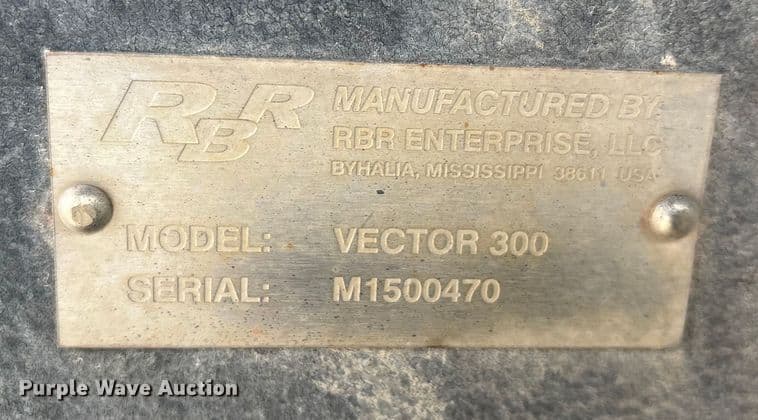 RBR
MANUFACTURED BY:
RBR ENTERPRISE, LLC
BYHALIA, MISSISSIPPI 38611 USA
MODEL: VECTOR 300
SERIAL: M1500470
Purple Wave Auction